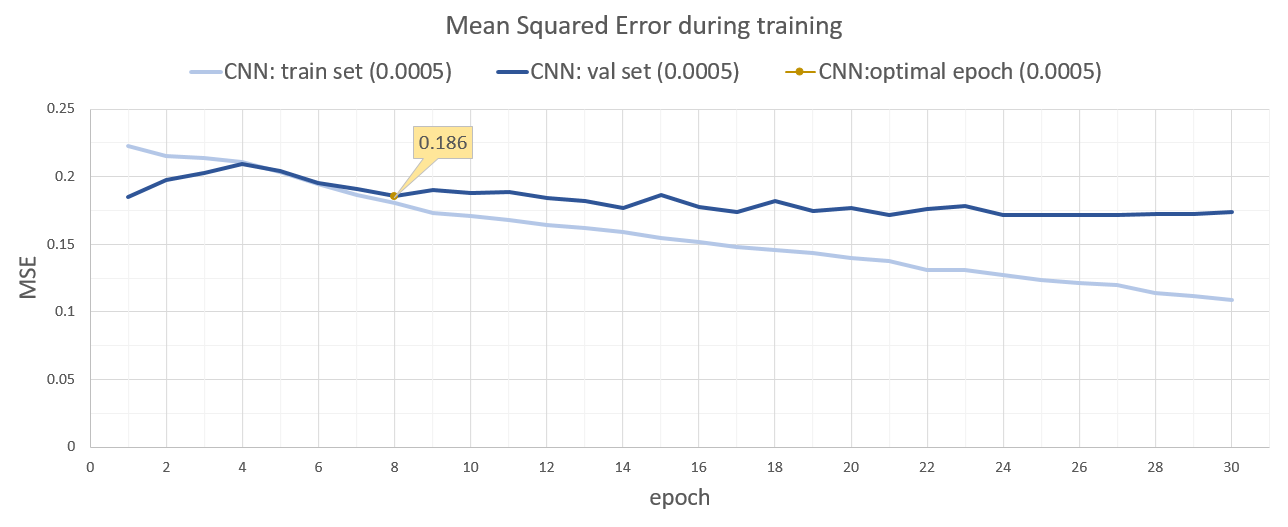 Mean Squared Error during training
CNN: train set (0.0005) CNN: val set (0.0005) CNN:optimal epoch (0.0005)
0.25
0.186
0.2
0.15
MSE
0.1
0.05
0
0 2 4 6 8 10 12 14 16 18 20 22 24 26 28 30
epoch